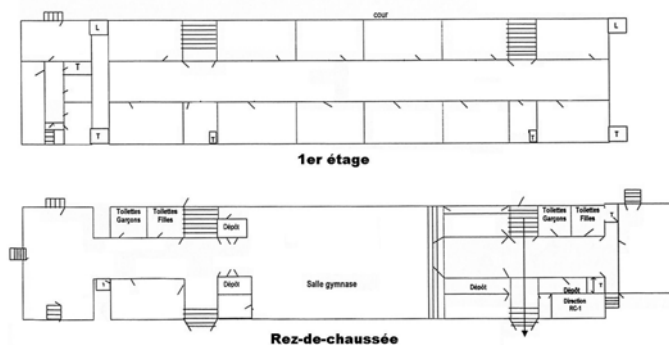 cour
L
L
T
T
T
T
T
1er étage
Toilettes
Garçons
Toilettes
Filles
Dépôt
Toilettes
Garçons
Toilettes
Filles
T
Dépôt
Salle gymnase
Dépôt
Dépôt
T
Direction
RC-1
Rez-de-chaussée